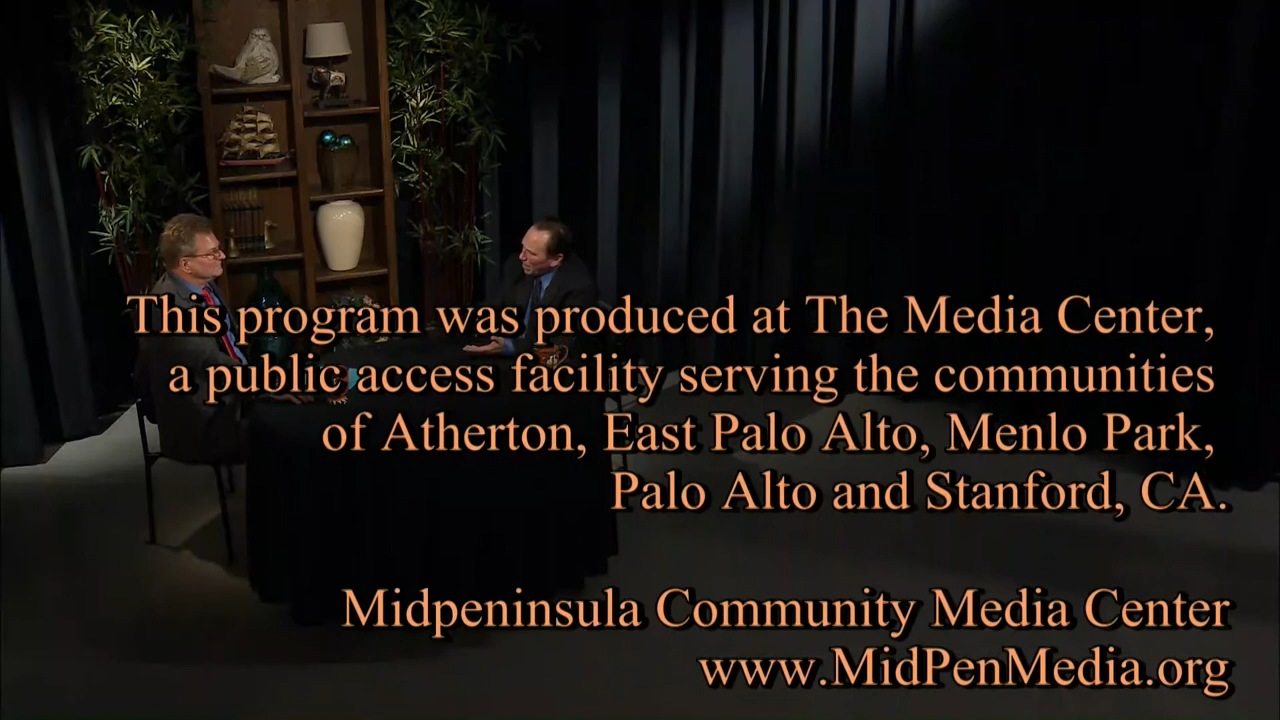 This program was produced at The Media Center,
a public access facility serving the communities
of Atherton, East Palo Alto, Menlo Park,
Palo Alto and Stanford, CA.
Midpeninsula Community Media Center
www.MidPenMedia.org